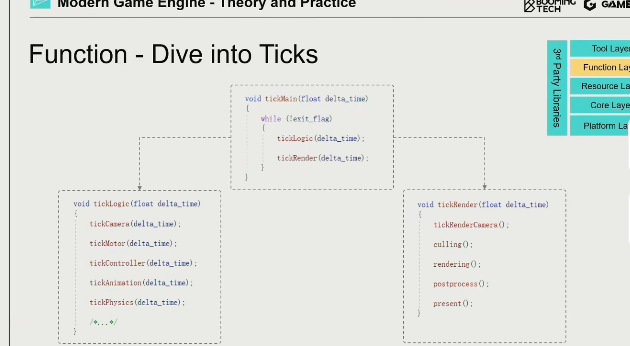 Modern Game Engine - Theory and Practice
BOOMING
TECH
GAME
Function - Dive into Ticks
3rd Party Libraries
Tool Layer
Function Lay
Resource La
Core Laye
Platform La
void tickMain(float delta_time)
{
while (!exit_flag)
{
tickLogic(delta_time);
tickRender(delta_time);
}
}
void tickLogic(float delta_time)
{
tickCamera(delta_time);
tickMotor(delta_time);
tickController(delta_time);
tickAnimation(delta_time);
tickPhysics(delta_time);
/*...*/
}
void tickRender(float delta_time)
{
tickRenderCamera();
culling();
rendering();
postprocess();
present();
}